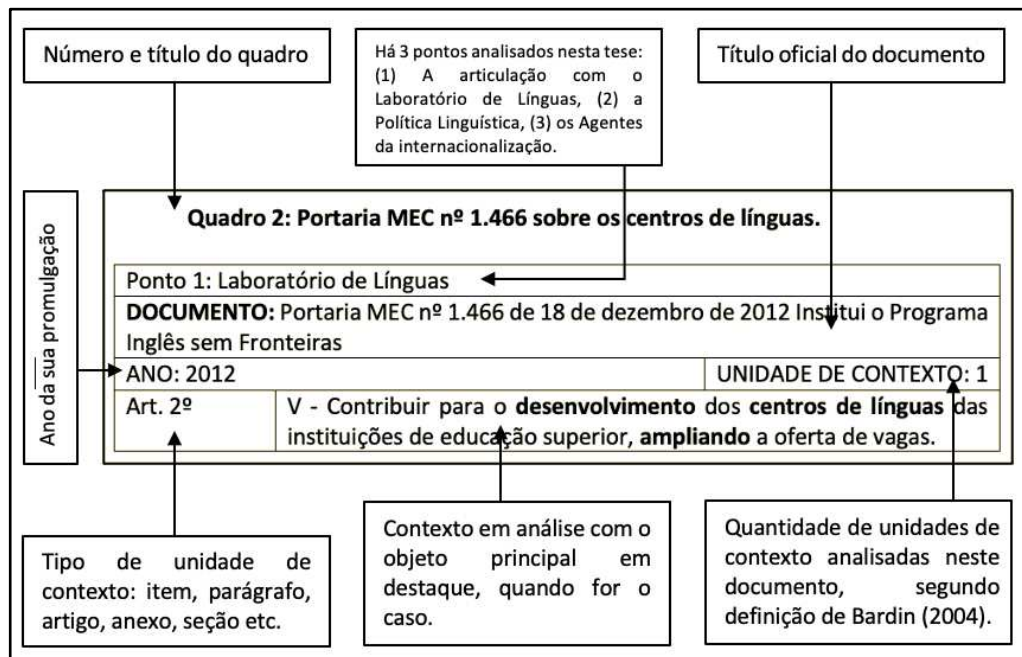 Número e título do quadro
Há 3 pontos analisados nesta tese:
(1) A articulação com o
Laboratório de Línguas, (2) a
Política Linguística, (3) os Agentes
da internacionalização.
Título oficial do documento
Ano da sua promulgação
Quadro 2: Portaria MEC nº 1.466 sobre os centros de línguas.
Ponto 1: Laboratório de Línguas
DOCUMENTO: Portaria MEC nº 1.466 de 18 de dezembro de 2012 Institui o Programa
Inglês sem Fronteiras
ANO: 2012 UNIDADE DE CONTEXTO: 1
Art. 2º V - Contribuir para o desenvolvimento dos centros de línguas das
instituições de educação superior, ampliando a oferta de vagas.
Tipo de unidade de
contexto: item, parágrafo,
artigo, anexo, seção etc.
Contexto em análise com o
objeto principal em
destaque, quando for o
caso.
Quantidade de unidades de
contexto analisadas neste
documento, segundo
definição de Bardin (2004).